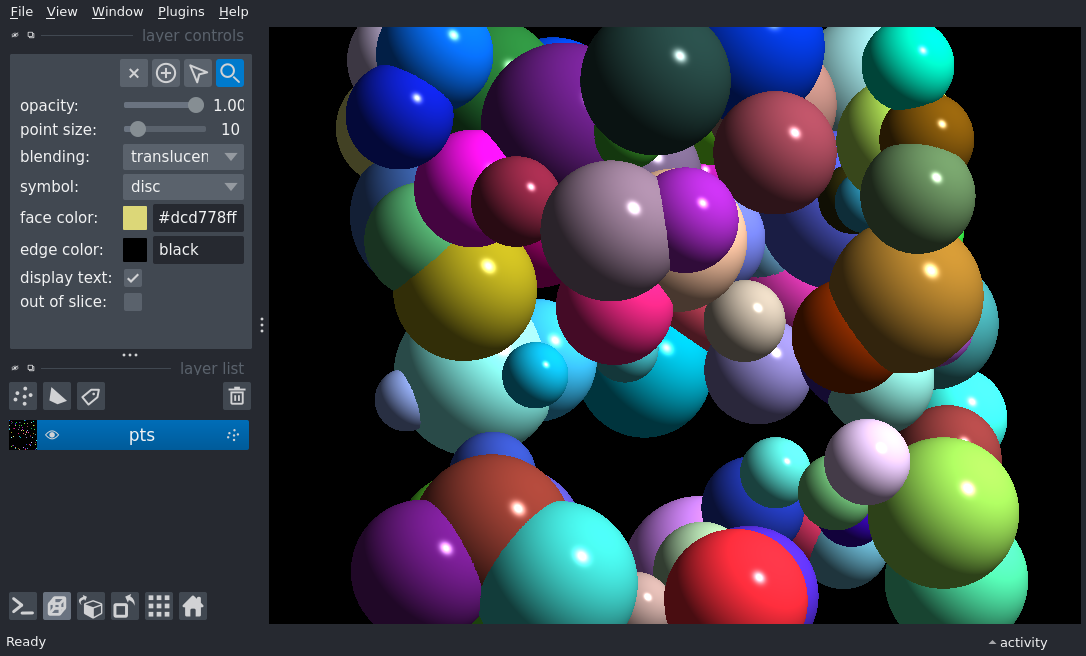 File View Window Plugins Help
layer controls
opacity: 1.00
point size: 10
blending: translucen
symbol: disc
face color: #dcd778ff
edge color: black
display text:
out of slice:
layer list
pts
Ready
activity